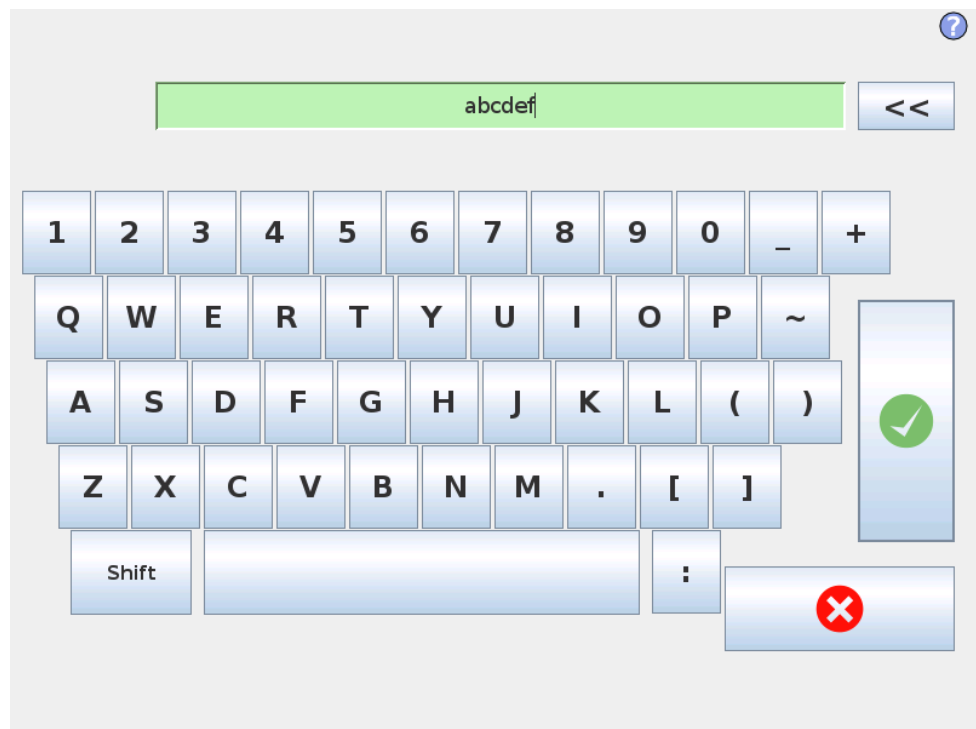 ?
abcdef
<<
1 2 3 4 5 6 7 8 9 0 _ +
Q W E R T Y U I O P ~
A S D F G H J K L ( )
Z X C V B N M . [ ]
Shift :